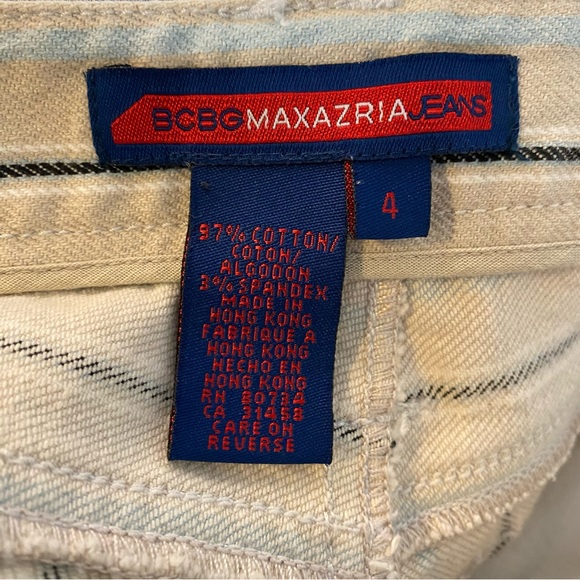 BCBGMAXAZRIAJEANS
4
97% COTTON/
COTON/
ALGODON
3% SPANDEX
MADE IN
HONG KONG
FABRIQUE A
HONG KONG
HECHO EN
HONG KONG
RN 80734
CA 31458
CARE ON
REVERSE